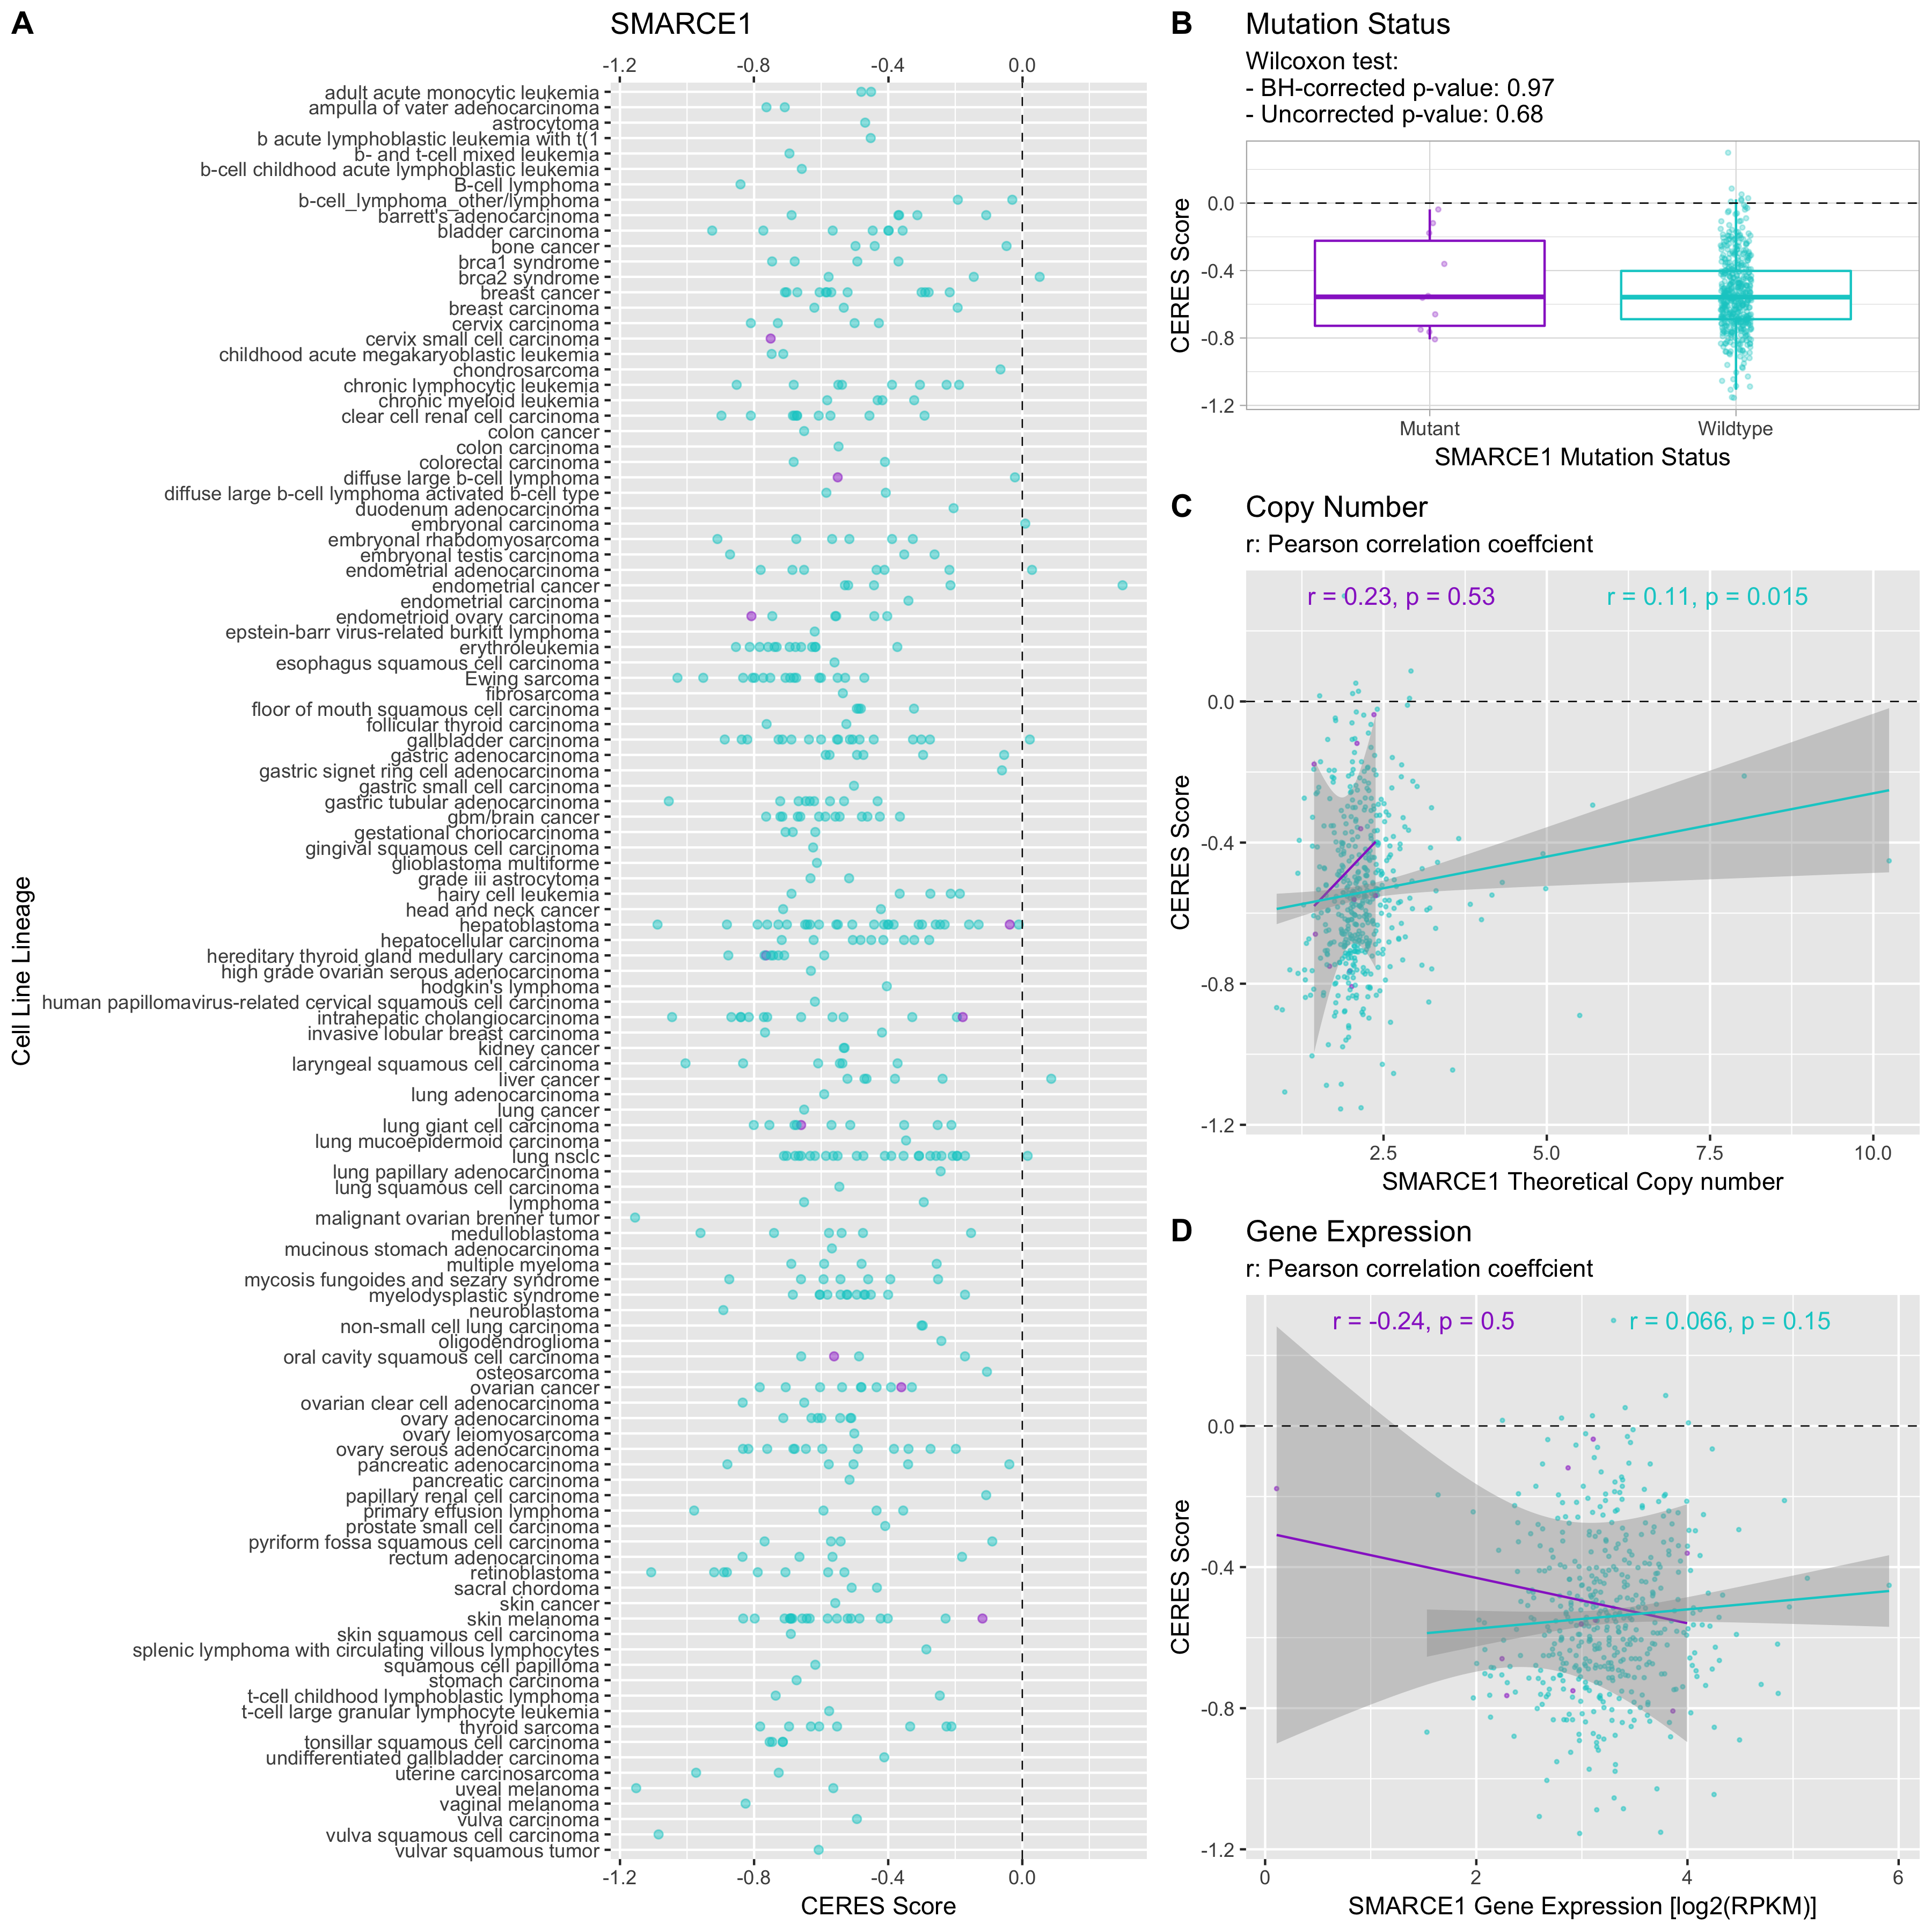 A
SMARCE1
-1.2
-0.8
-0.4
0.0
adult acute monocytic leukemia
ampulla of vater adenocarcinoma
astrocytoma
b acute lymphoblastic leukemia with t(1
b- and t-cell mixed leukemia
b-cell childhood acute lymphoblastic leukemia
B-cell lymphoma
b-cell_lymphoma_other/lymphoma
barrett's adenocarcinoma
bladder carcinoma
bone cancer
brca1 syndrome
brca2 syndrome
breast cancer
breast carcinoma
cervix carcinoma
cervix small cell carcinoma
childhood acute megakaryoblastic leukemia
chondrosarcoma
chronic lymphocytic leukemia
chronic myeloid leukemia
clear cell renal cell carcinoma
colon cancer
colon carcinoma
colorectal carcinoma
diffuse large b-cell lymphoma
diffuse large b-cell lymphoma activated b-cell type
duodenum adenocarcinoma
embryonal carcinoma
embryonal rhabdomyosarcoma
embryonal testis carcinoma
endometrial adenocarcinoma
endometrial cancer
endometrial carcinoma
endometrioid ovary carcinoma
epstein-barr virus-related burkitt lymphoma
erythroleukemia
esophagus squamous cell carcinoma
Ewing sarcoma
fibrosarcoma
floor of mouth squamous cell carcinoma
follicular thyroid carcinoma
gallbladder carcinoma
gastric adenocarcinoma
gastric signet ring cell adenocarcinoma
gastric small cell carcinoma
gastric tubular adenocarcinoma
gbm/brain cancer
gestational choriocarcinoma
gingival squamous cell carcinoma
glioblastoma multiforme
grade iii astrocytoma
hairy cell leukemia
head and neck cancer
hepatoblastoma
hepatocellular carcinoma
hereditary thyroid gland medullary carcinoma
high grade ovarian serous adenocarcinoma
hodgkin's lymphoma
human papillomavirus-related cervical squamous cell carcinoma
intrahepatic cholangiocarcinoma
invasive lobular breast carcinoma
kidney cancer
laryngeal squamous cell carcinoma
liver cancer
lung adenocarcinoma
lung cancer
lung giant cell carcinoma
lung mucoepidermoid carcinoma
lung nsclc
lung papillary adenocarcinoma
lung squamous cell carcinoma
lymphoma
malignant ovarian brenner tumor
medulloblastoma
mucinous stomach adenocarcinoma
multiple myeloma
mycosis fungoides and sezary syndrome
myelodysplastic syndrome
neuroblastoma
non-small cell lung carcinoma
oligodendroglioma
oral cavity squamous cell carcinoma
osteosarcoma
ovarian cancer
ovarian clear cell adenocarcinoma
ovary adenocarcinoma
ovary leiomyosarcoma
ovary serous adenocarcinoma
pancreatic adenocarcinoma
pancreatic carcinoma
papillary renal cell carcinoma
primary effusion lymphoma
prostate small cell carcinoma
pyriform fossa squamous cell carcinoma
rectum adenocarcinoma
retinoblastoma
sacral chordoma
skin cancer
skin melanoma
skin squamous cell carcinoma
splenic lymphoma with circulating villous lymphocytes
squamous cell papilloma
stomach carcinoma
t-cell childhood lymphoblastic lymphoma
t-cell large granular lymphocyte leukemia
thyroid sarcoma
tonsillar squamous cell carcinoma
undifferentiated gallbladder carcinoma
uterine carcinosarcoma
uveal melanoma
vaginal melanoma
vulva carcinoma
vulva squamous cell carcinoma
vulvar squamous tumor
-1.2
-0.8
-0.4
0.0
CERES Score
Cell Line Lineage
B
Mutation Status
Wilcoxon test:
- BH-corrected p-value: 0.97
- Uncorrected p-value: 0.68
0.0
-0.4
-0.8
-1.2
CERES Score
Mutant
Wildtype
SMARCE1 Mutation Status
C
Copy Number
r: Pearson correlation coeffcient
r = 0.23, p = 0.53
r = 0.11, p = 0.015
0.0
-0.4
-0.8
-1.2
CERES Score
2.5
5.0
7.5
10.0
SMARCE1 Theoretical Copy number
D
Gene Expression
r: Pearson correlation coeffcient
r = -0.24, p = 0.5
r = 0.066, p = 0.15
0.0
-0.4
-0.8
-1.2
CERES Score
0
2
4
6
SMARCE1 Gene Expression [log2(RPKM)]